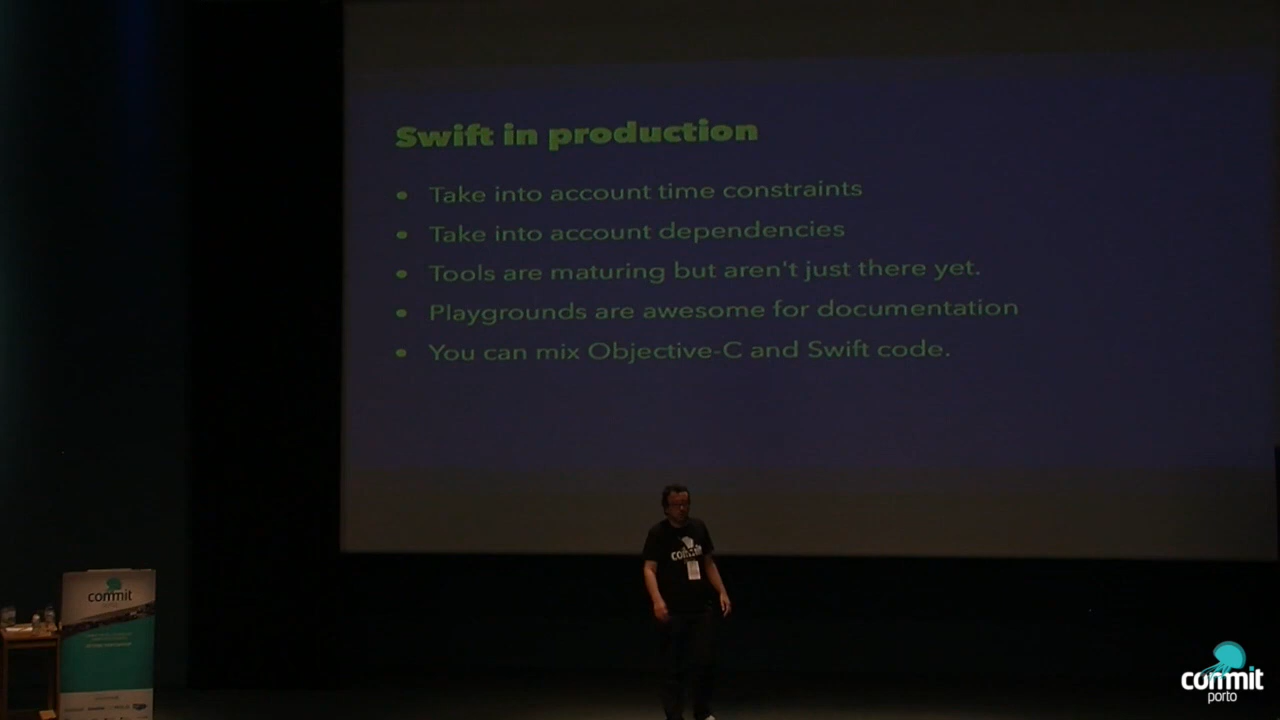 Swift in production
• Take into account time constraints
• Take into account dependencies
• Tools are maturing but aren't just there yet.
• Playgrounds are awesome for documentation
• You can mix Objective-C and Swift code.
commit
commit
commit
porto